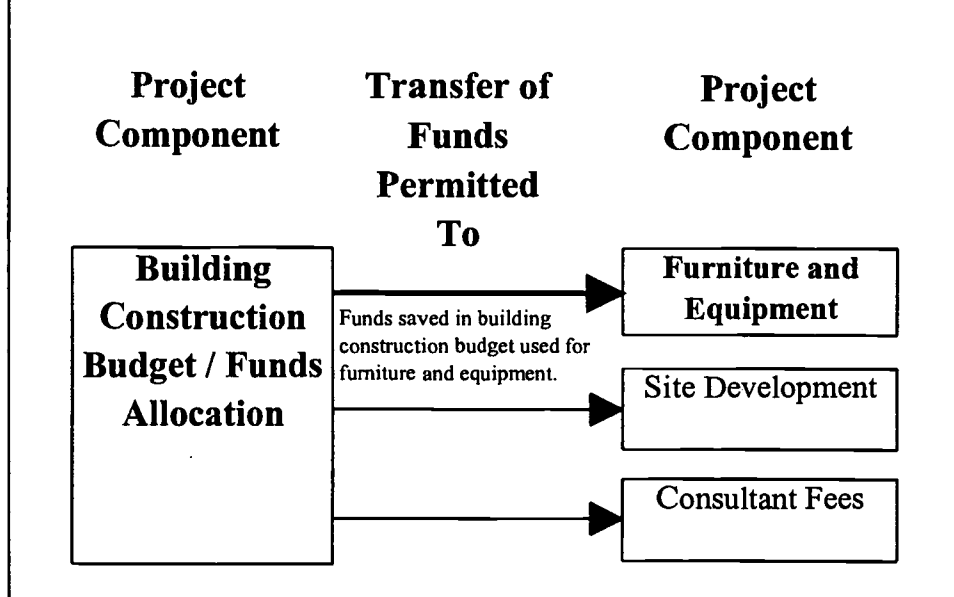 Project
Component
Transfer of
Funds
Permitted
To
Project
Component
Building
Construction
Budget / Funds
Allocation
Funds saved in building
construction budget used for
furniture and equipment.
Furniture and
Equipment
Site Development
Consultant Fees